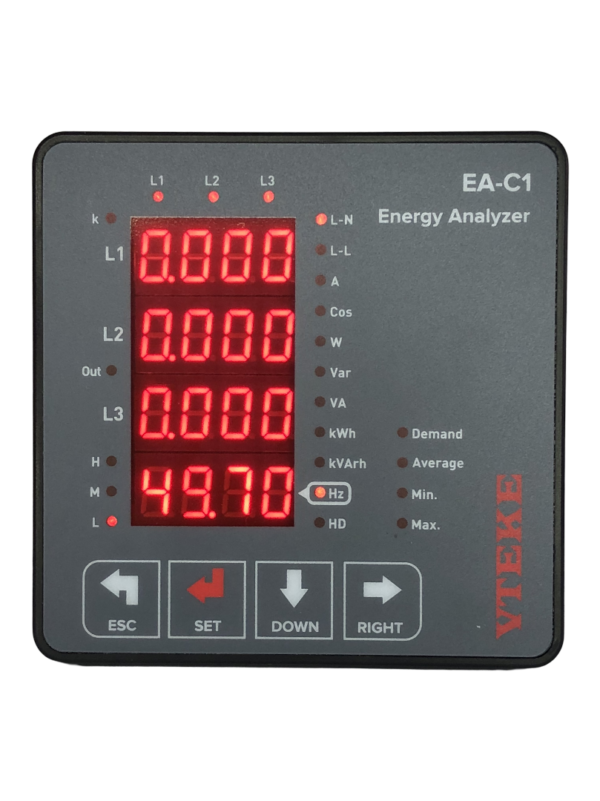 L1 L2 L3
EA-C1
Energy Analyzer
k
L-N
L1 0.000
L-L
A
Cos
L2 0.000
W
Out
Var
VA
L3 0.000
kWh
Demand
H
kVArh
Average
M
49.70
Hz
Min.
L
HD
Max.
VTEKE
ESC SET DOWN RIGHT